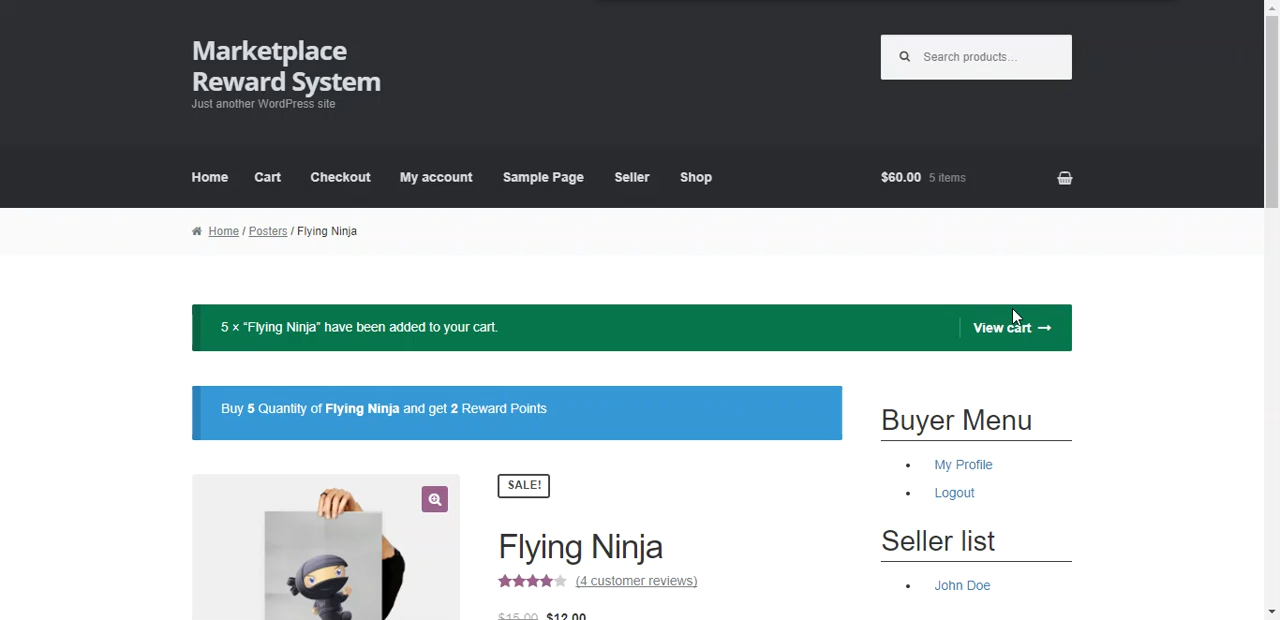 Marketplace
Reward System
Just another WordPress site
Search products…
Home Cart Checkout My account Sample Page Seller Shop
$60.00 5 items
Home / Posters / Flying Ninja
5 × “Flying Ninja” have been added to your cart.
View cart →
Buy 5 Quantity of Flying Ninja and get 2 Reward Points
SALE!
Flying Ninja
(4 customer reviews)
$15.00 $12.00
Buyer Menu
My Profile
Logout
Seller list
John Doe